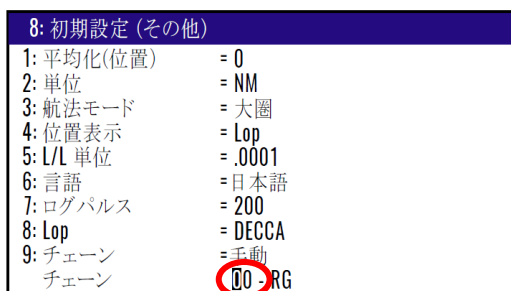 8: 初期設定 (その他)
1: 平均化(位置) = 0
2: 単位 = NM
3: 航法モード = 大圏
4: 位置表示 = Lop
5: L/L 単位 = .0001
6: 言語 =日本語
7: ログパルス = 200
8: Lop = DECCA
9: チェーン =手動
チェーン 00 - RG